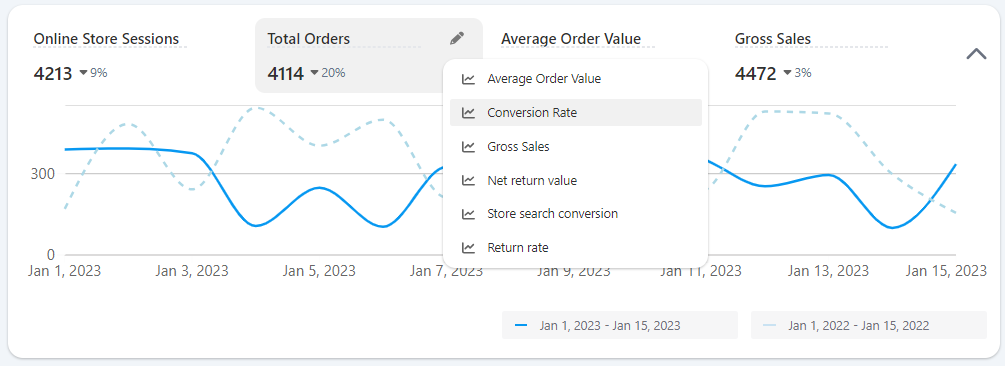 Online Store Sessions
4213 9%
Total Orders
4114 20%
Average Order Value
Gross Sales
4472 3%
Average Order Value
Conversion Rate
Gross Sales
Net return value
Store search conversion
Return rate
300
0
Jan 1, 2023 Jan 3, 2023 Jan 5, 2023 Jan 7, 2023 Jan 9, 2023 Jan 11, 2023 Jan 13, 2023 Jan 15, 2023
Jan 1, 2023 - Jan 15, 2023
Jan 1, 2022 - Jan 15, 2022